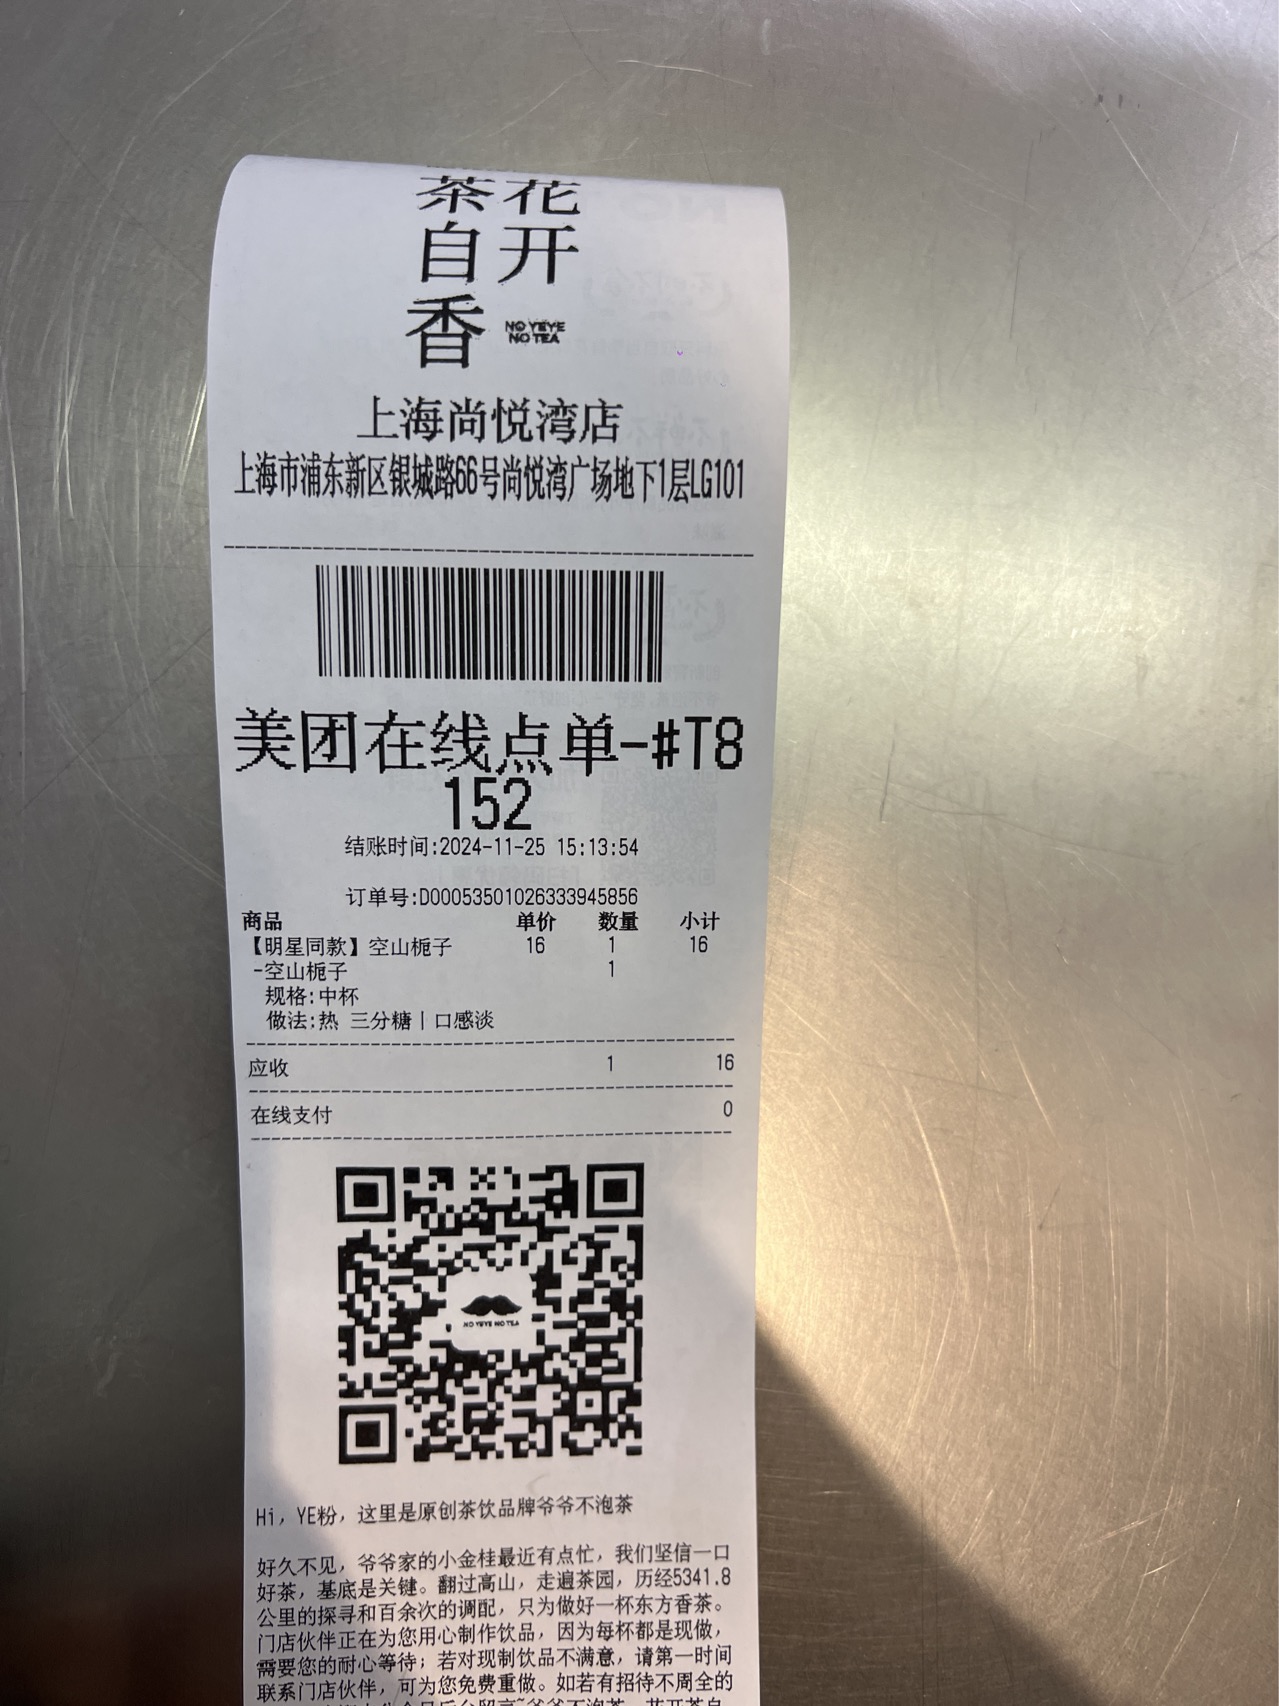 花开
茶自香
NO YEYE
NO TEA
上海尚悦湾店
上海市浦东新区银城路66号尚悦湾广场地下1层LG101
美团在线点单-#T8
152
结账时间:2024-11-25 15:13:54
订单号:D00053501026333945856
商品 单价 数量 小计
【明星同款】空山栀子 16 1 16
-空山栀子 1
规格:中杯
做法:热 三分糖|口感淡
应收 1 16
在线支付 0
NO YEYE NO TEA
Hi，YE粉，这里是原创茶饮品牌爷爷不泡茶
好久不见，爷爷家的小金桂最近有点忙，我们坚信一口
好茶，基底是关键。翻过高山，走遍茶园，历经5341.8
公里的探寻和百余次的调配，只为做好一杯东方香茶。
门店伙伴正在为您用心制作饮品，因为每杯都是现做，
需要您的耐心等待；若对现制饮品不满意，请第一时间
联系门店伙伴，可为您免费重做。如若有招待不周全的